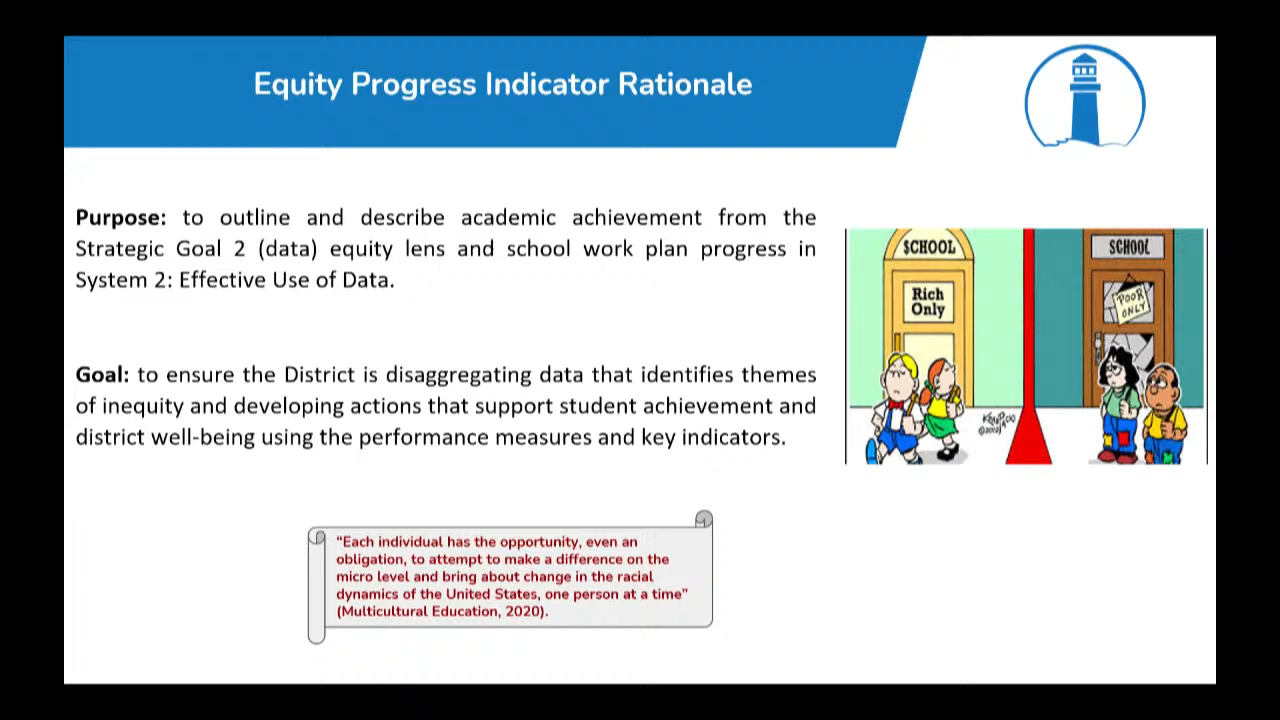 Equity Progress Indicator Rationale
Purpose: to outline and describe academic achievement from the
Strategic Goal 2 (data) equity lens and school work plan progress in
System 2: Effective Use of Data.
Goal: to ensure the District is disaggregating data that identifies themes
of inequity and developing actions that support student achievement and
district well-being using the performance measures and key indicators.
$CHOOL
Rich
Only
SCHOOL
POOR
ONLY
"Each individual has the opportunity, even an
obligation, to attempt to make a difference on the
micro level and bring about change in the racial
dynamics of the United States, one person at a time"
(Multicultural Education, 2020).